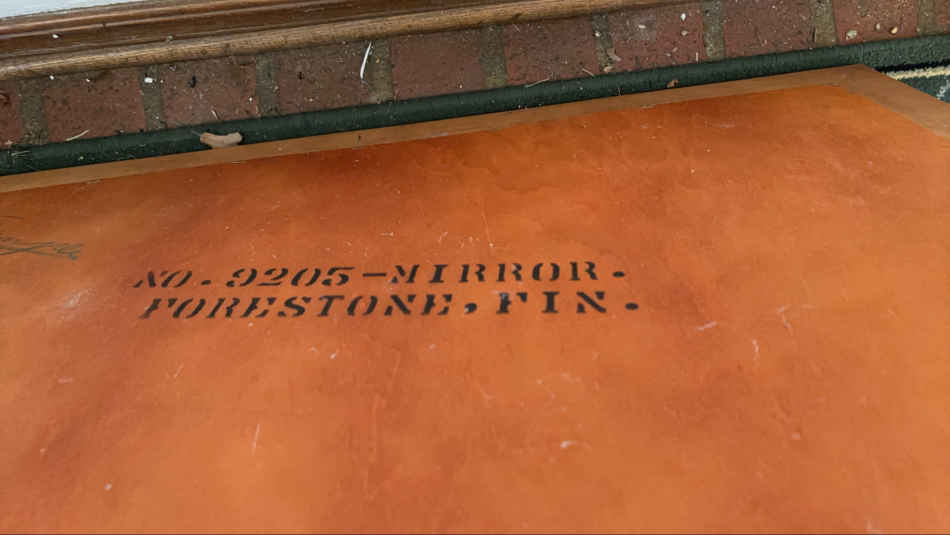 NO. 9205-MIRROR.
FORESTONE, FIN.